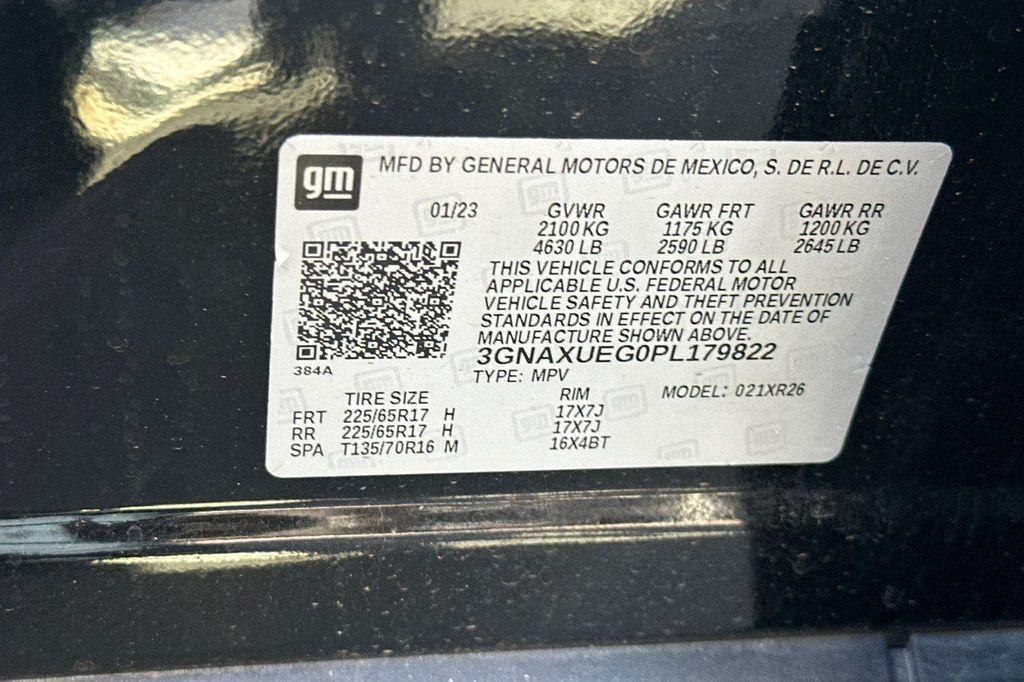 gm MFD BY GENERAL MOTORS DE MEXICO, S. DE R.L. DE C.V.
01/23 GVWR GAWR FRT GAWR RR
2100 KG 1175 KG 1200 KG
4630 LB 2590 LB 2645 LB
THIS VEHICLE CONFORMS TO ALL
APPLICABLE U.S. FEDERAL MOTOR
VEHICLE SAFETY AND THEFT PREVENTION
STANDARDS IN EFFECT ON THE DATE OF
MANUFACTURE SHOWN ABOVE.
3GNAXUEG0PL179822
384A TYPE: MPV
TIRE SIZE RIM MODEL: 021XR26
FRT 225/65R17 H 17X7J
RR 225/65R17 H 17X7J
SPA T135/70R16 M 16X4BT